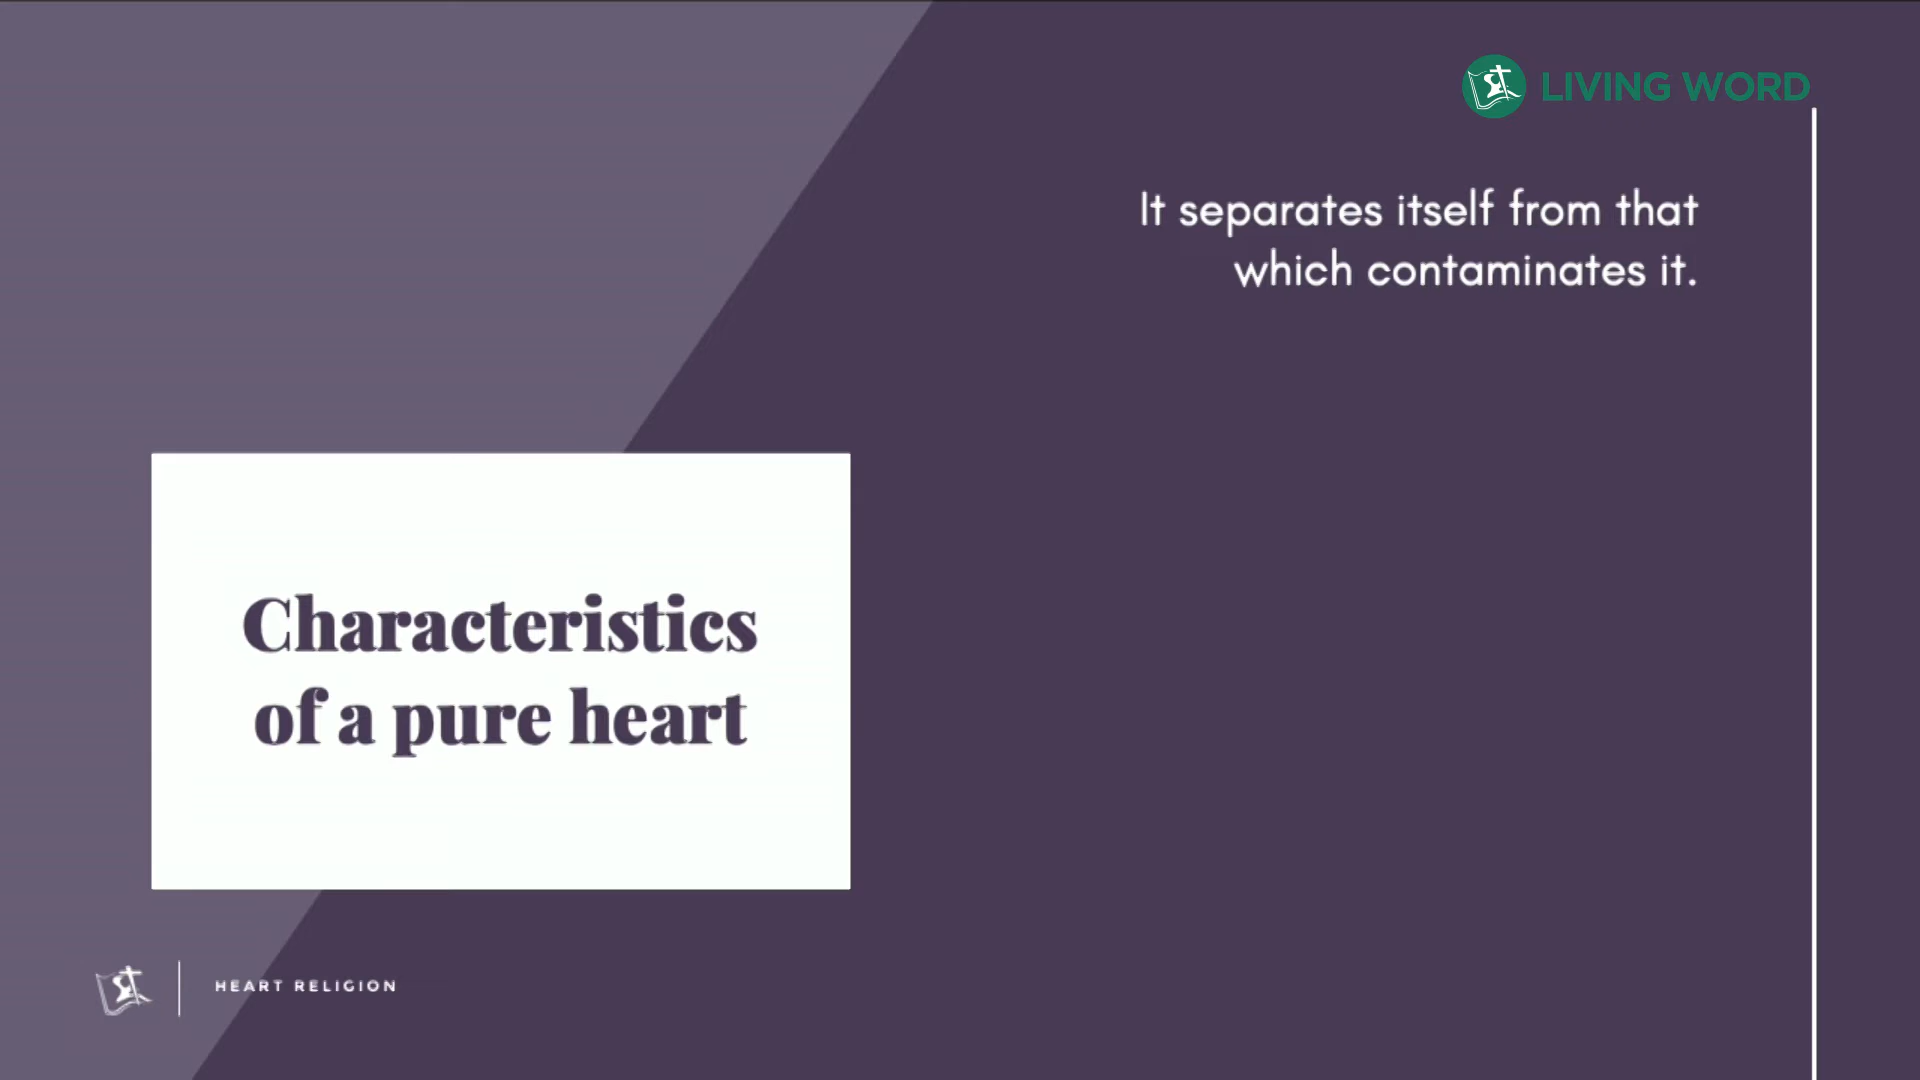 LIVING WORD
It separates itself from that
which contaminates it.
Characteristics
of a pure heart
HEART RELIGION